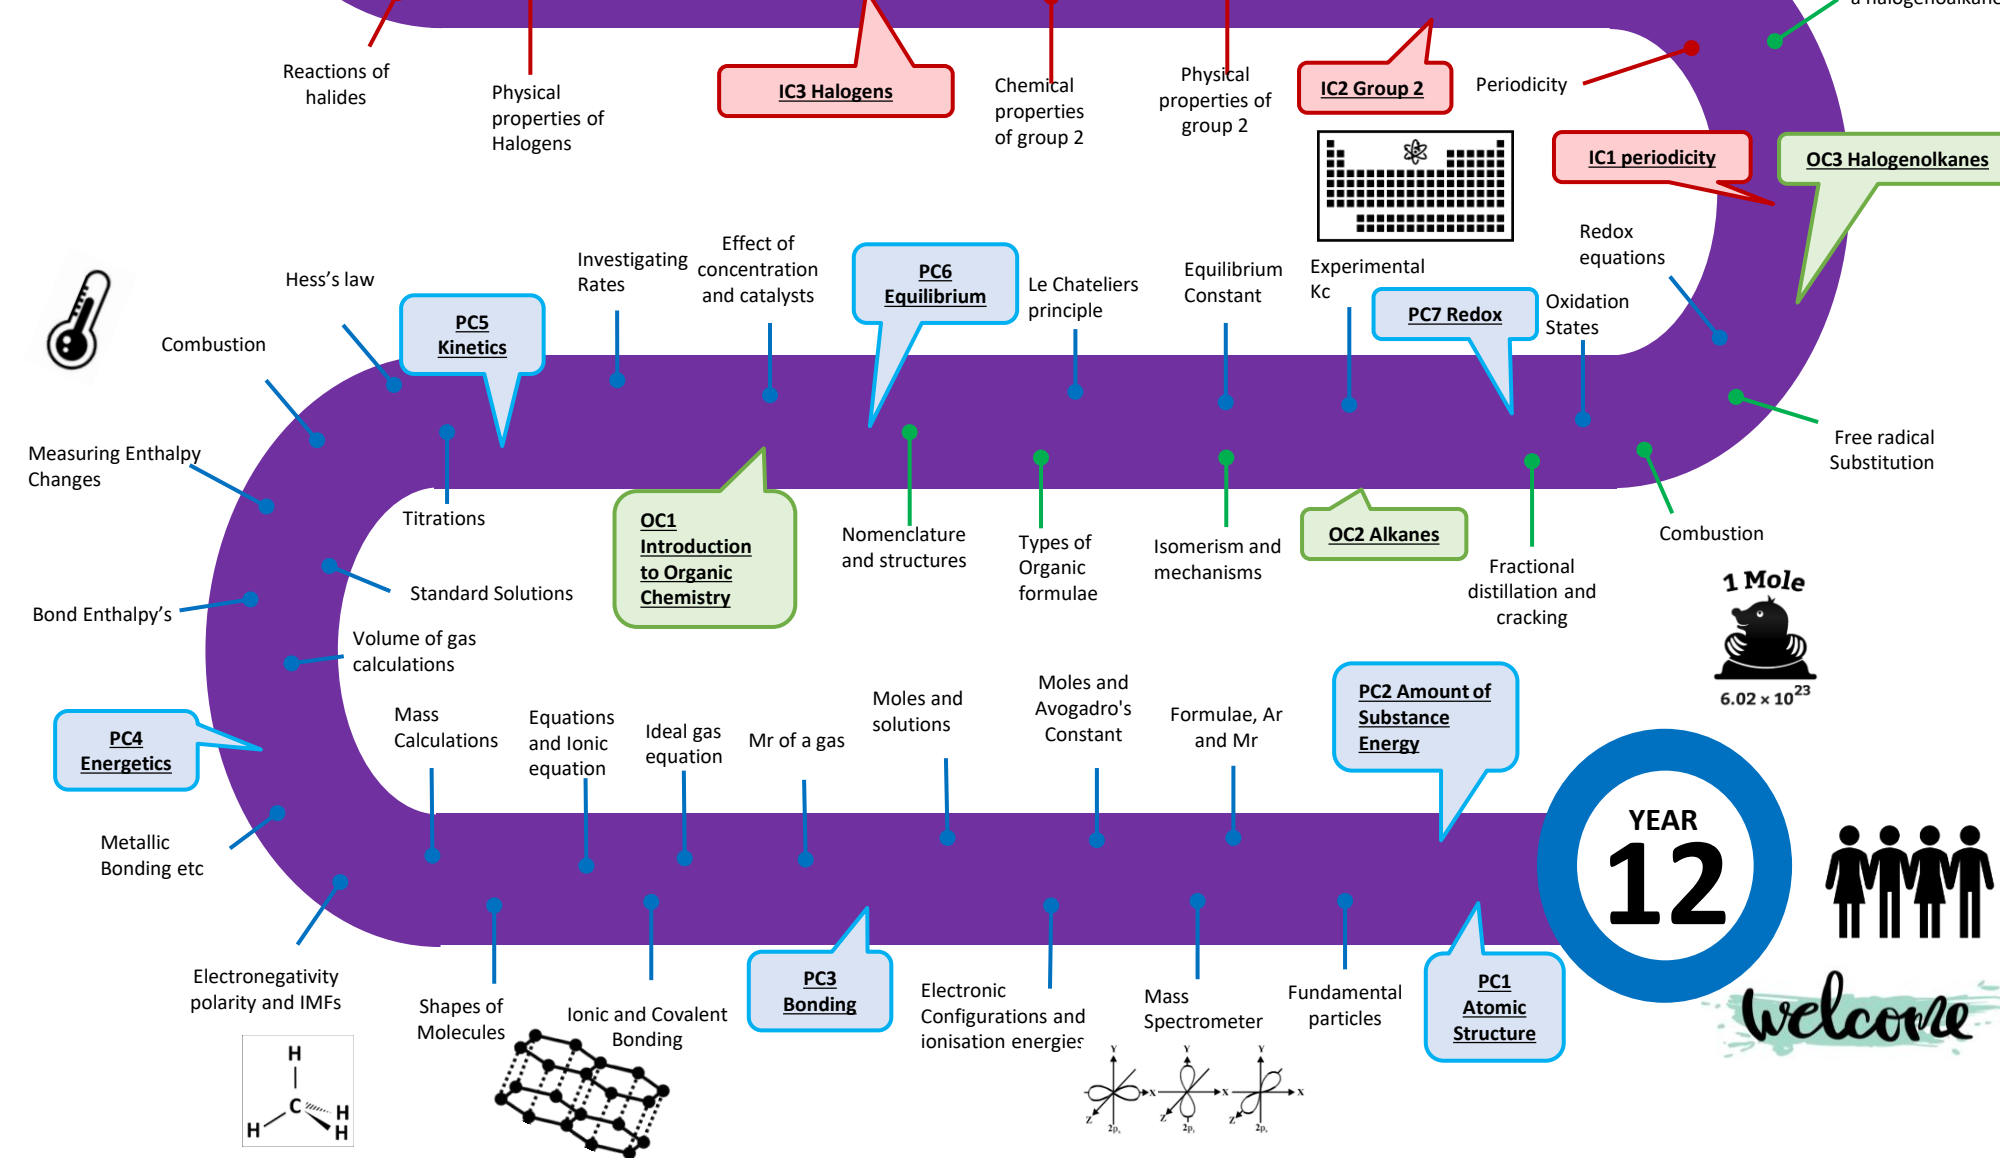 a halogenoalkane
Reactions of
halides
Physical
properties of
Halogens
IC3 Halogens
Chemical
properties
of group 2
Physical
properties of
group 2
IC2 Group 2
Periodicity
IC1 periodicity
OC3 Halogenolkanes
Redox
equations
Hess's law
Combustion
PC5
Kinetics
Investigating
Rates
Effect of
concentration
and catalysts
PC6
Equilibrium
Le Chateliers
principle
Equilibrium
Constant
Experimental
Kc
PC7 Redox
Oxidation
States
Measuring Enthalpy
Changes
Titrations
OC1
Introduction
to Organic
Chemistry
Nomenclature
and structures
Types of
Organic
formulae
Isomerism and
mechanisms
OC2 Alkanes
Fractional
distillation and
cracking
Combustion
Free radical
Substitution
Bond Enthalpy's
Standard Solutions
Volume of gas
calculations
1 Mole
6.02 × 10²³
PC4
Energetics
Mass
Calculations
Equations
and Ionic
equation
Ideal gas
equation
Mr of a gas
Moles and
solutions
Moles and
Avogadro's
Constant
Formulae, Ar
and Mr
PC2 Amount of
Substance
Energy
YEAR
12
Metallic
Bonding etc
Electronegativity
polarity and IMFs
Shapes of
Molecules
Ionic and Covalent
Bonding
PC3
Bonding
Electronic
Configurations and
ionisation energies
Mass
Spectrometer
Fundamental
particles
PC1
Atomic
Structure
welcome
H
C
H
H
H
Y
X
Z
Y
X
Z
Y
X
Z